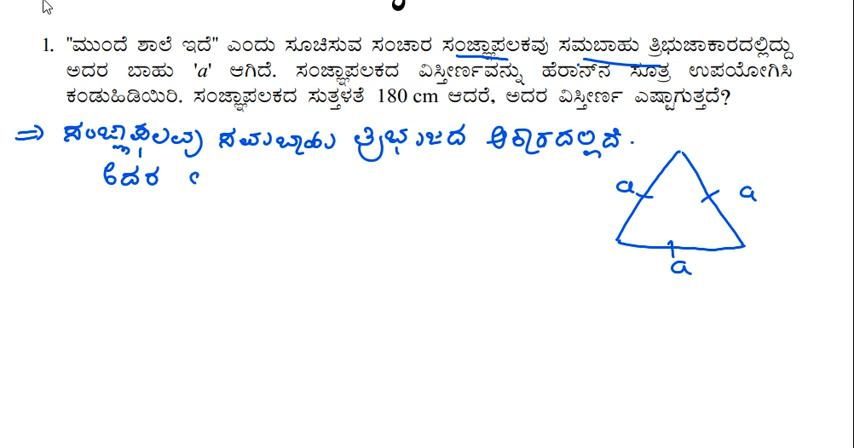 1. "ಮುಂದೆ ಶಾಲೆ ಇದೆ" ಎಂದು ಸೂಚಿಸುವ ಸಂಚಾರ ಸಂಜ್ಞಾಫಲಕವು ಸಮಬಾಹು ತ್ರಿಭುಜಾಕಾರದಲ್ಲಿದ್ದು
ಅದರ ಬಾಹು 'a' ಆಗಿದೆ. ಸಂಜ್ಞಾಫಲಕದ ವಿಸ್ತೀರ್ಣವನ್ನು ಹೆರಾನ್‌ನ ಸೂತ್ರ ಉಪಯೋಗಿಸಿ
ಕಂಡುಹಿಡಿಯಿರಿ. ಸಂಜ್ಞಾಫಲಕದ ಸುತ್ತಳತೆ 180 cm ಆದರೆ, ಅದರ ವಿಸ್ತೀರ್ಣ ಎಷ್ಟಾಗುತ್ತದೆ?
⇒ ಸಂಜ್ಞಾಫಲವು ಸಮಬಾಹು ತ್ರಿಭುಜದ ಆಕಾರದಲ್ಲಿದೆ.
ಅದರ
a a
a